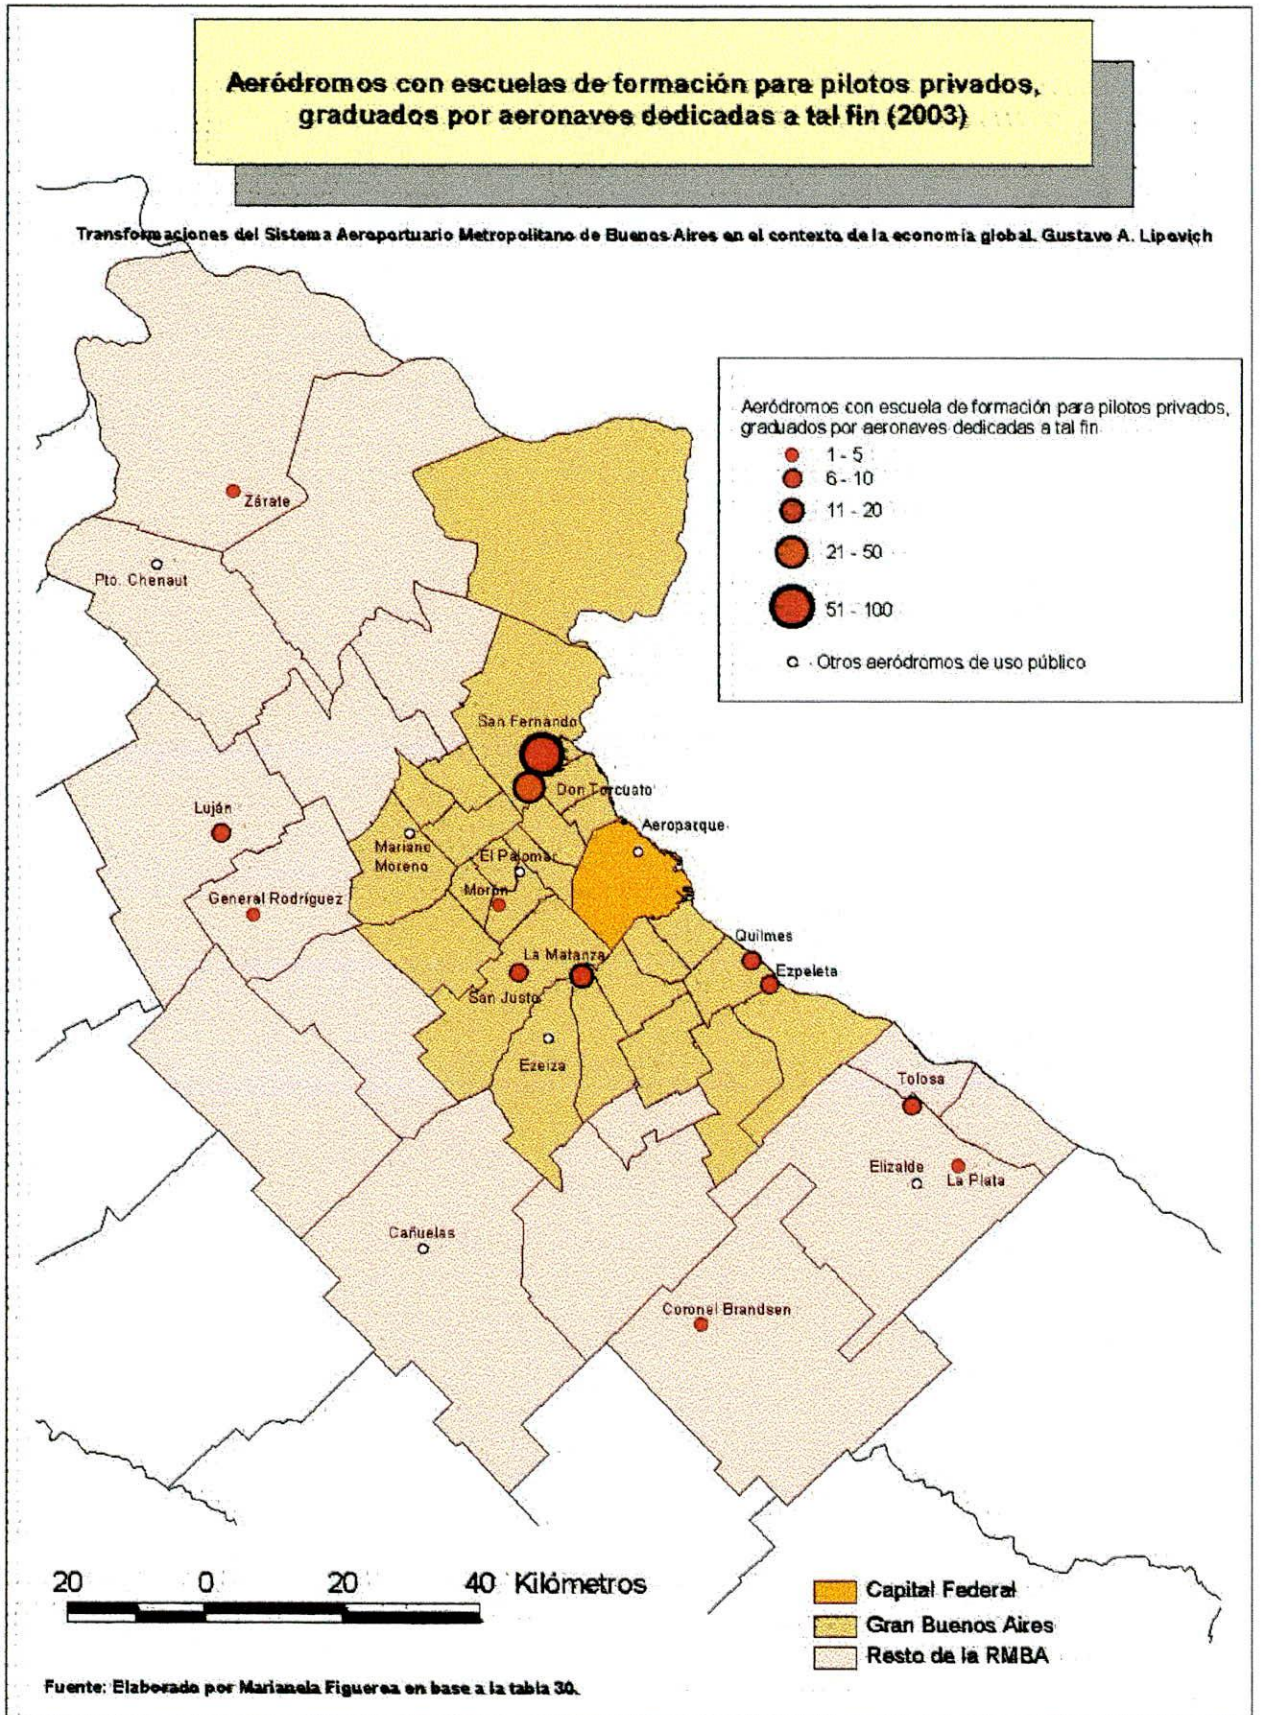 Aeródromos con escuelas de formación para pilotos privados,
graduados por aeronaves dedicadas a tal fin (2003)
Transformaciones del Sistema Aeroportuario Metropolitano de Buenos Aires en el contexto de la economía global. Gustavo A. Lipovich
Aeródromos con escuela de formación para pilotos privados,
graduados por aeronaves dedicadas a tal fin
1 - 5
6 - 10
11 - 20
21 - 50
51 - 100
Otros aeródromos de uso público
Zárate
Pto. Chenaut
San Fernando
Don Torcuato
Luján
Aeroparque
Mariano
Moreno
El Palomar
Morón
General Rodríguez
Quilmes
La Matanza
Ezpeleta
San Justo
Ezeiza
Tolosa
Elizalde
La Plata
Cañuelas
Coronel Brandsen
20 0 20 40 Kilómetros
Capital Federal
Gran Buenos Aires
Resto de la RMBA
Fuente: Elaborado por Marianela Figueroa en base a la tabla 30.